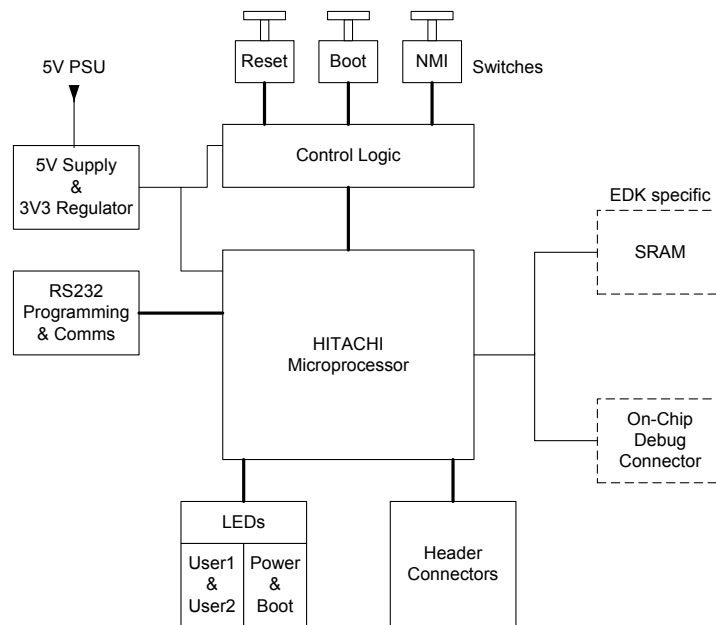 Reset
Boot
NMI
Switches
5V PSU
Control Logic
5V Supply
&
3V3 Regulator
EDK specific
SRAM
RS232
Programming
& Comms
HITACHI
Microprocessor
On-Chip
Debug
Connector
LEDs
User1
&
User2
Power
&
Boot
Header
Connectors